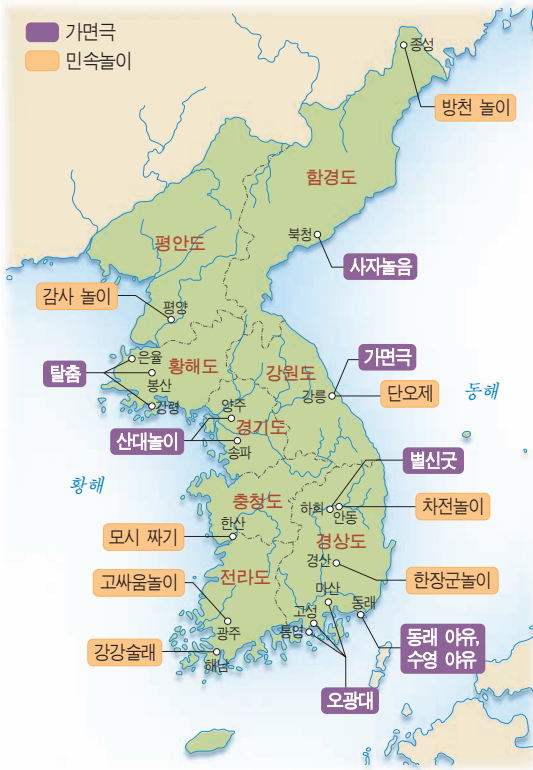 가면극
민속놀이
종성
방천 놀이
함경도
북청
평안도
사자놀음
감사 놀이
평양
가면극
은율
황해도
강원도
탈춤
봉산
단오제
동해
강릉
강령
양주
경기도
산대놀이
송파
별신굿
황해
충청도
하회
안동
차전놀이
한산
모시 짜기
경상도
경산
고싸움놀이
전라도
한장군놀이
마산
동래
고성
광주
통영
동래 야유,
수영 야유
강강술래
해남
오광대